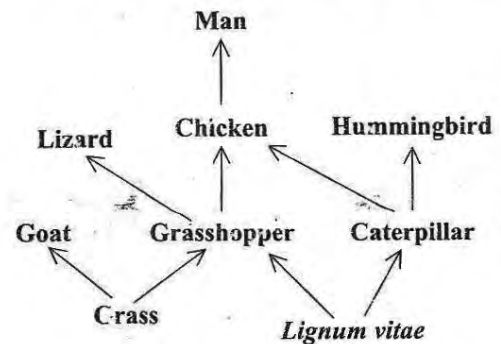 Man
Lizard Chicken Hummingbird
Goat Grasshopper Caterpillar
Crass
Lignum vitae